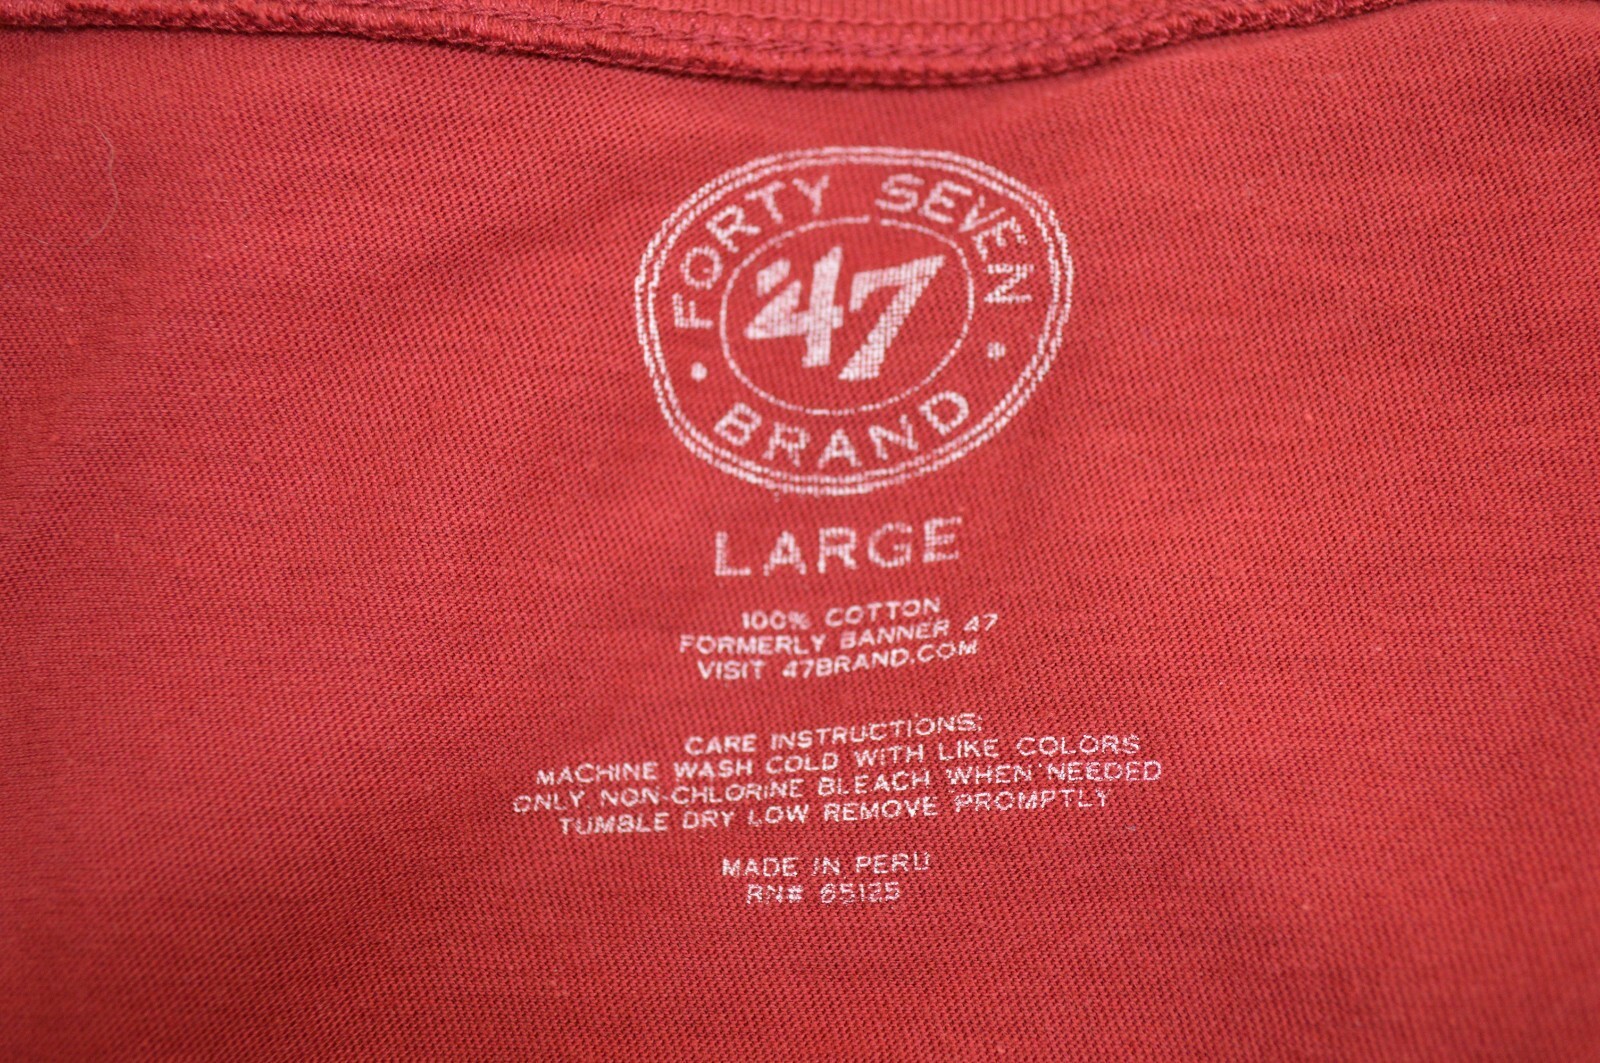 FORTY SEVEN
'47
BRAND
LARGE
100% COTTON
FORMERLY BANNER 47
VISIT 47BRAND.COM
CARE INSTRUCTIONS:
MACHINE WASH COLD WITH LIKE COLORS
ONLY NON-CHLORINE BLEACH WHEN NEEDED
TUMBLE DRY LOW REMOVE PROMPTLY
MADE IN PERU
RN# 65125